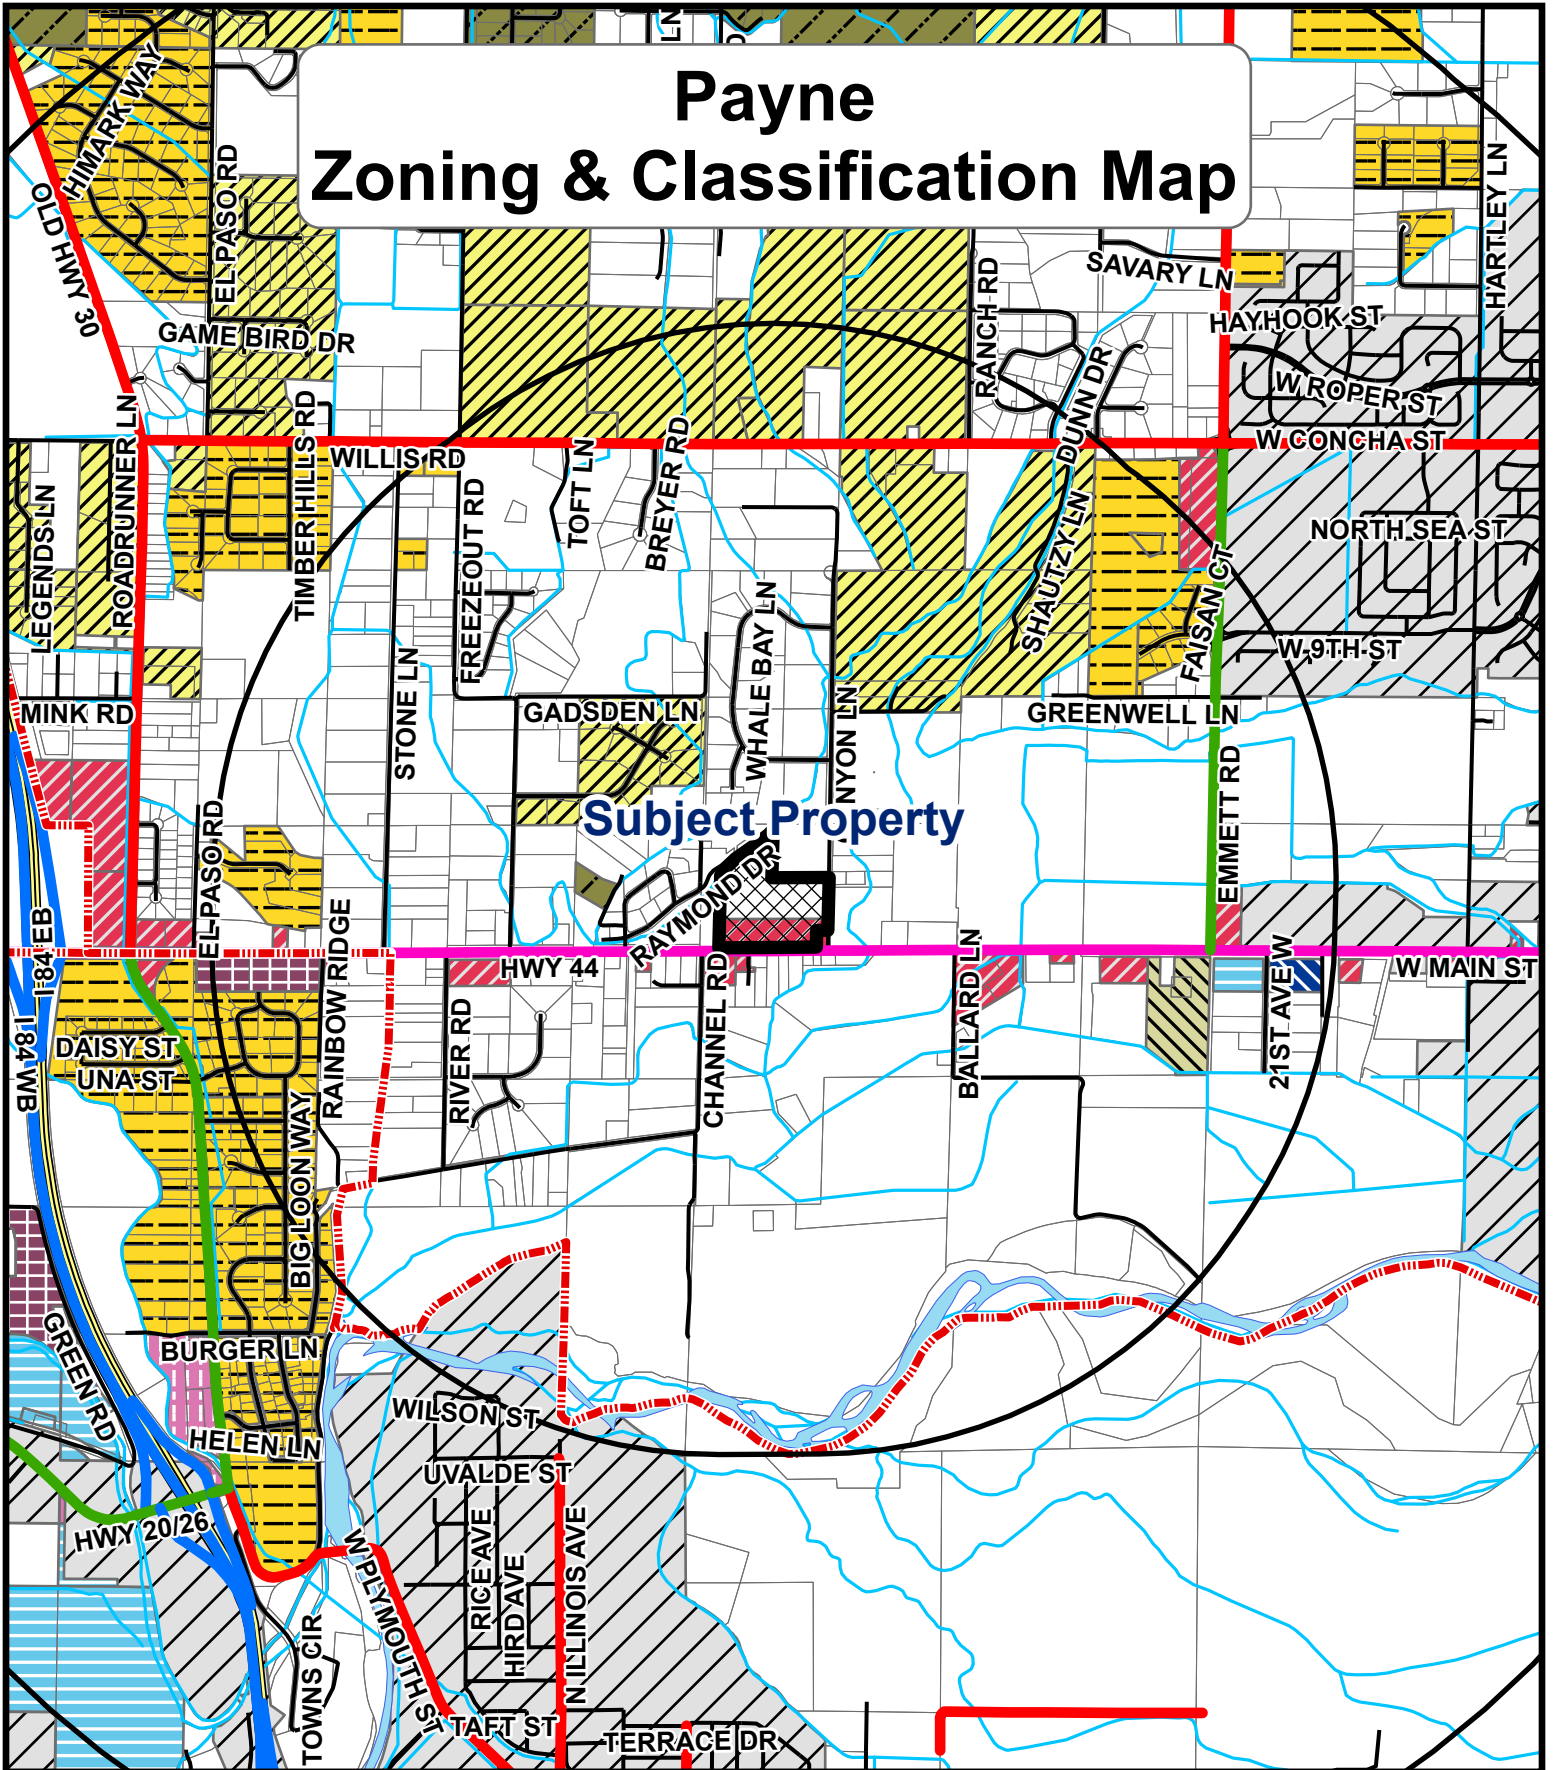 Payne
Zoning & Classification Map
LN
HIMARK WAY
OLD HWY 30
EL PASO RD
GAME BIRD DR
SAVARY LN
RANCH RD
HARTLEY LN
HAYHOOK ST
W ROPER ST
W CONCHA ST
DUNN DR
WILLIS RD
TIMBER HILLS RD
ROADRUNNER LN
LEGENDS LN
FREEZEOUT RD
TOFT LN
BREYER RD
NORTH SEA ST
SHAUTZY LN
FAISAN CT
W 9TH ST
WHALE BAY LN
STONE LN
MINK RD
GADSDEN LN
NYON LN
GREENWELL LN
EMMETT RD
Subject Property
RAYMOND DR
EL PASO RD
RAINBOW RIDGE
I 84 EB
HWY 44
W MAIN ST
I 84 WB
DAISY ST
UNA ST
RIVER RD
CHANNEL RD
BALLARD LN
21ST AVE W
BIG LOON WAY
BURGER LN
GREEN RD
HELEN LN
WILSON ST
UVALDE ST
HWY 20/26
W PLYMOUTH ST
RICE AVE
HIRD AVE
N ILLINOIS AVE
TOWNS CIR
TAFT ST
TERRACE DR